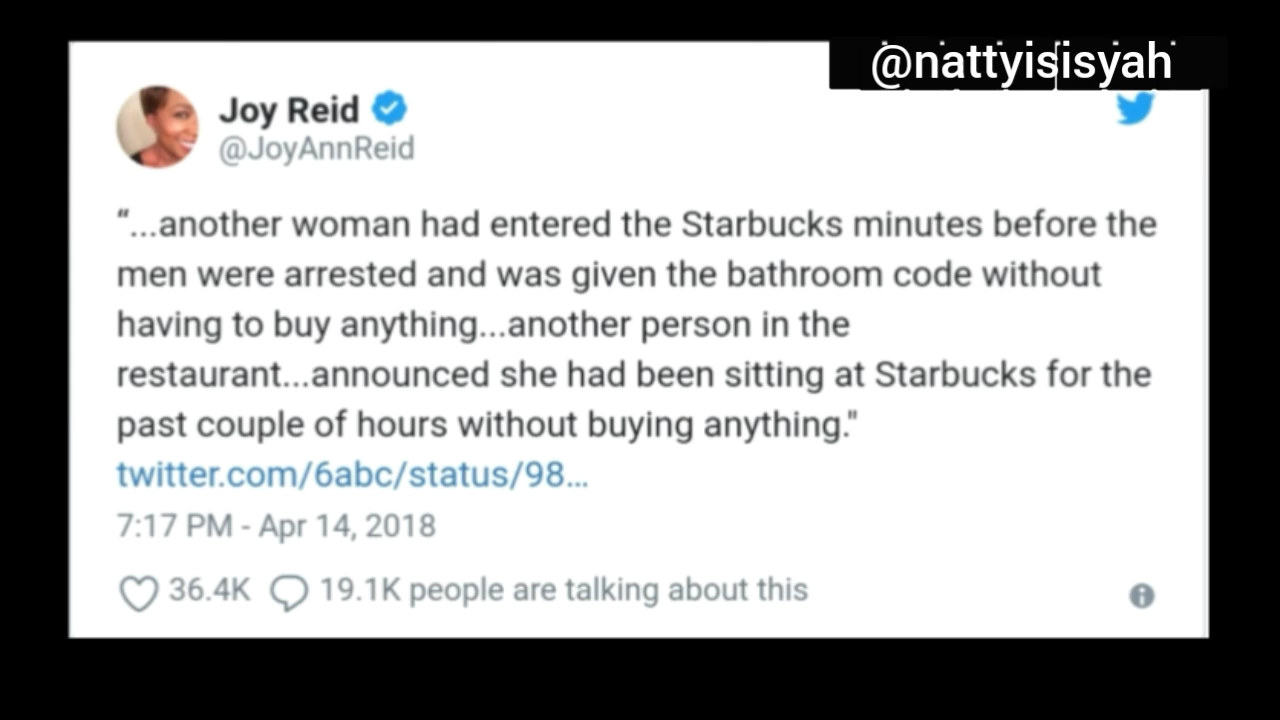 @nattyisisyah
Joy Reid
@JoyAnnReid
“...another woman had entered the Starbucks minutes before the
men were arrested and was given the bathroom code without
having to buy anything...another person in the
restaurant...announced she had been sitting at Starbucks for the
past couple of hours without buying anything."
twitter.com/6abc/status/98...
7:17 PM - Apr 14, 2018
36.4K 19.1K people are talking about this